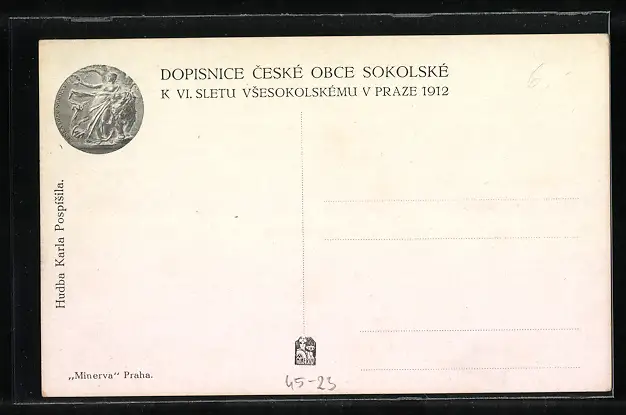 DOPISNICE ČESKÉ OBCE SOKOLSKÉ
K VI. SLETU VŠESOKOLSKÉMU V PRAZE 1912
Hudba Karla Pospíšila.
„Minerva“ Praha.
45-23